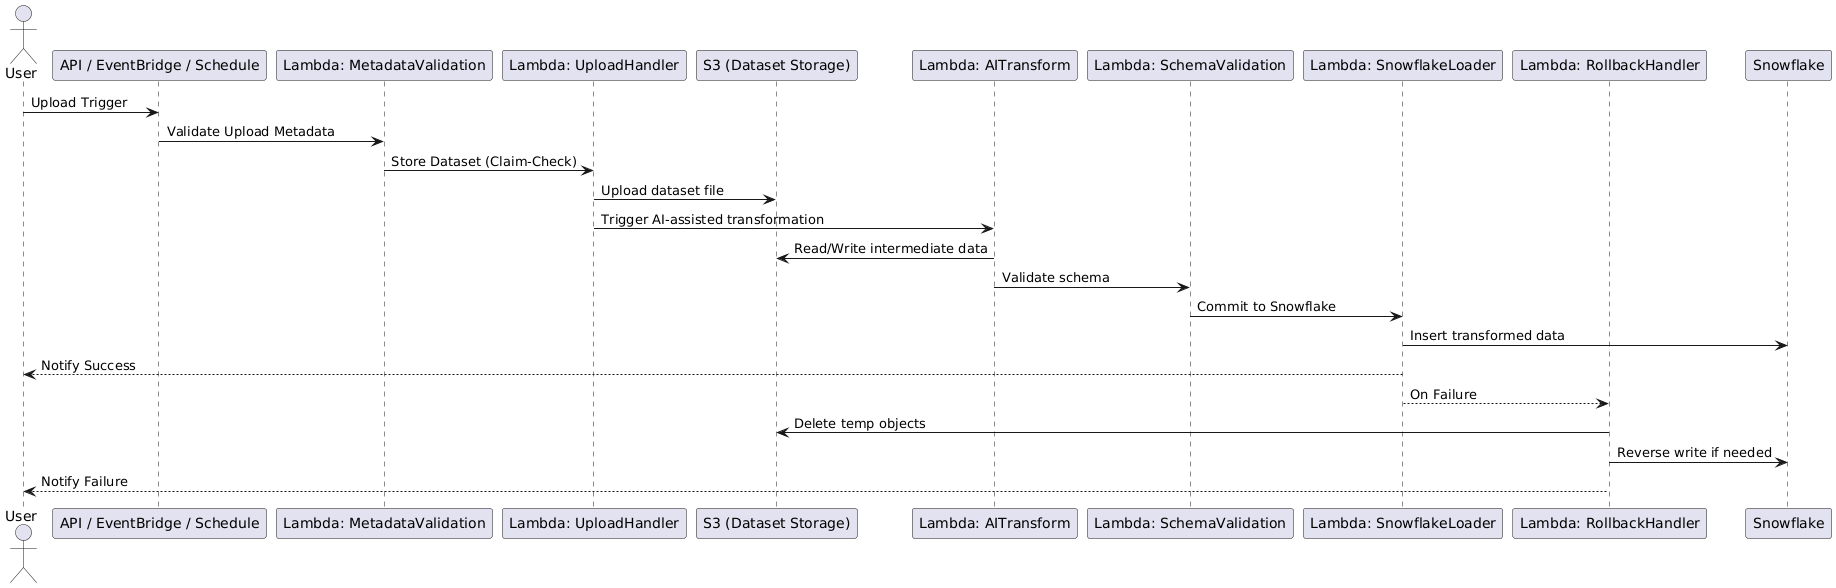 User
API / EventBridge / Schedule
Lambda: MetadataValidation
Lambda: UploadHandler
S3 (Dataset Storage)
Lambda: AITransform
Lambda: SchemaValidation
Lambda: SnowflakeLoader
Lambda: RollbackHandler
Snowflake
Upload Trigger
Validate Upload Metadata
Store Dataset (Claim-Check)
Upload dataset file
Trigger AI-assisted transformation
Read/Write intermediate data
Validate schema
Commit to Snowflake
Insert transformed data
Notify Success
On Failure
Delete temp objects
Reverse write if needed
Notify Failure
User
API / EventBridge / Schedule
Lambda: MetadataValidation
Lambda: UploadHandler
S3 (Dataset Storage)
Lambda: AITransform
Lambda: SchemaValidation
Lambda: SnowflakeLoader
Lambda: RollbackHandler
Snowflake